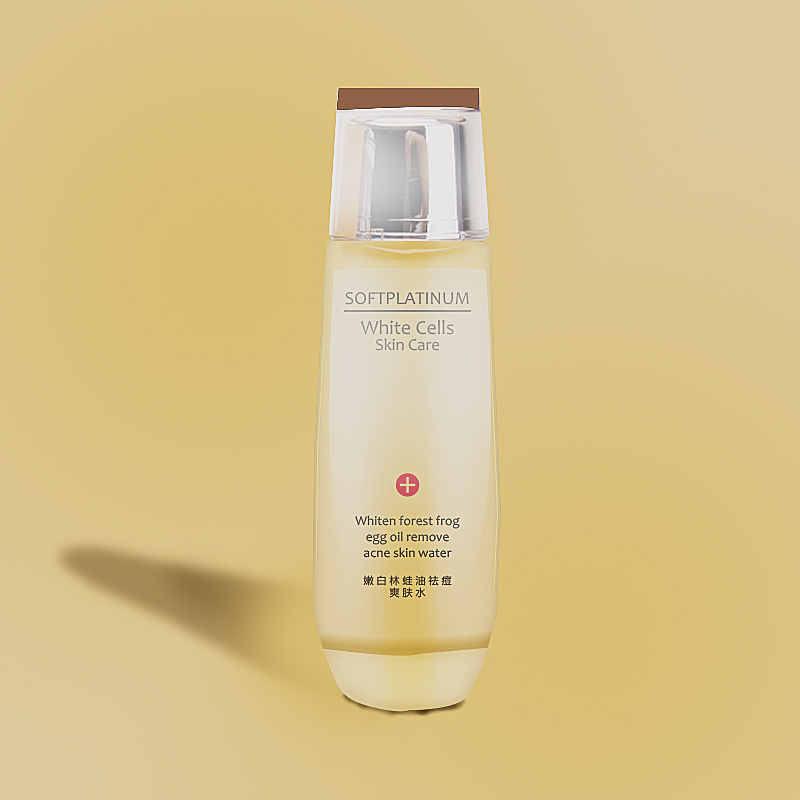 SOFTPLATINUM
White Cells
Skin Care
Whiten forest frog
egg oil remove
acne skin water
嫩白林蛙油祛痘
爽肤水